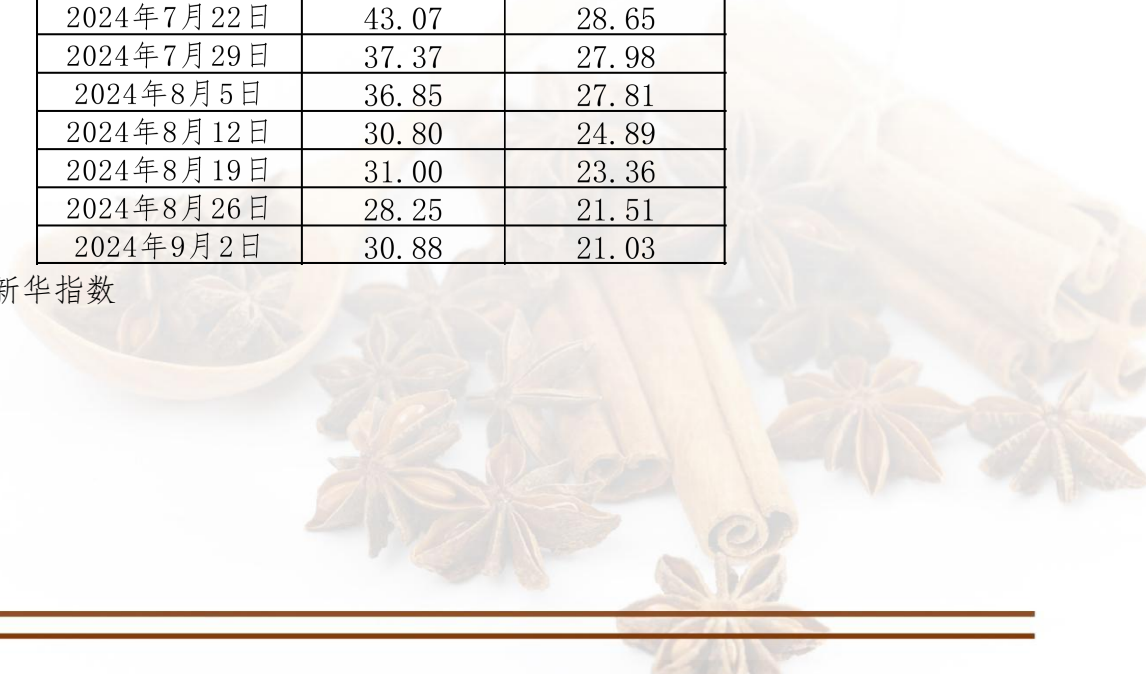 2024年7月22日 43.07 28.65
2024年7月29日 37.37 27.98
2024年8月5日 36.85 27.81
2024年8月12日 30.80 24.89
2024年8月19日 31.00 23.36
2024年8月26日 28.25 21.51
2024年9月2日 30.88 21.03
新华指数